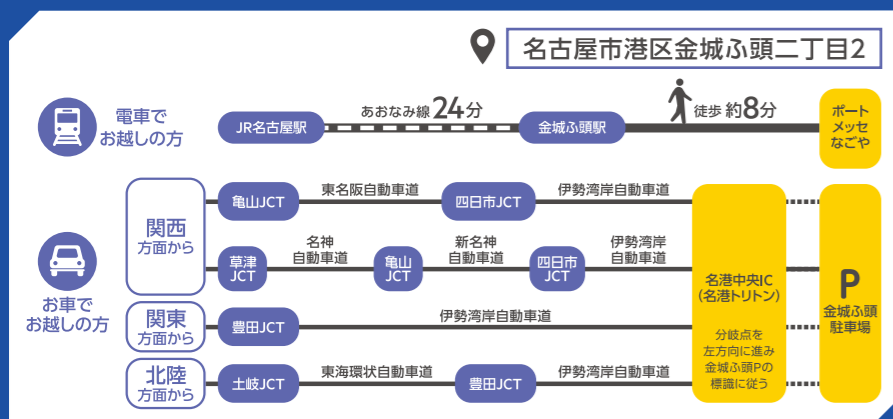 名古屋市港区金城ふ頭二丁目2
電車で
お越しの方
JR名古屋駅
あおなみ線24分
金城ふ頭駅
徒歩 約8分
ポート
メッセ
なごや
お車で
お越しの方
関西
方面から
亀山JCT
東名阪自動車道
四日市JCT
伊勢湾岸自動車道
草津
JCT
名神
自動車道
亀山
JCT
新名神
自動車道
四日市
JCT
伊勢湾岸
自動車道
関東
方面から
豊田JCT
伊勢湾岸自動車道
北陸
方面から
土岐JCT
東海環状自動車道
豊田JCT
伊勢湾岸自動車道
名港中央IC
(名港トリトン)
分岐点を
左方向に進み
金城ふ頭Pの
標識に従う
P
金城ふ頭
駐車場